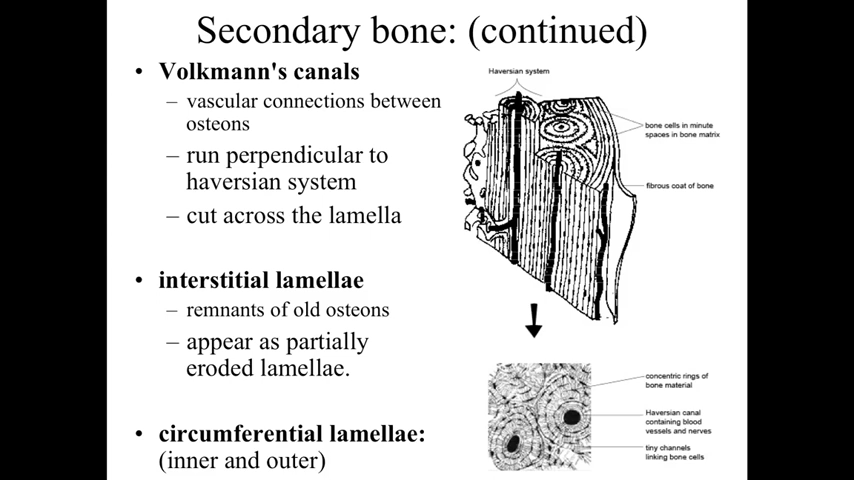 Secondary bone: (continued)
• Volkmann's canals
– vascular connections between
osteons
– run perpendicular to
haversian system
– cut across the lamella
• interstitial lamellae
– remnants of old osteons
– appear as partially
eroded lamellae.
• circumferential lamellae:
(inner and outer)
Haversian system
bone cells in minute
spaces in bone matrix
fibrous coat of bone
concentric rings of
bone material
Haversian canal
containing blood
vessels and nerves
tiny channels
linking bone cells